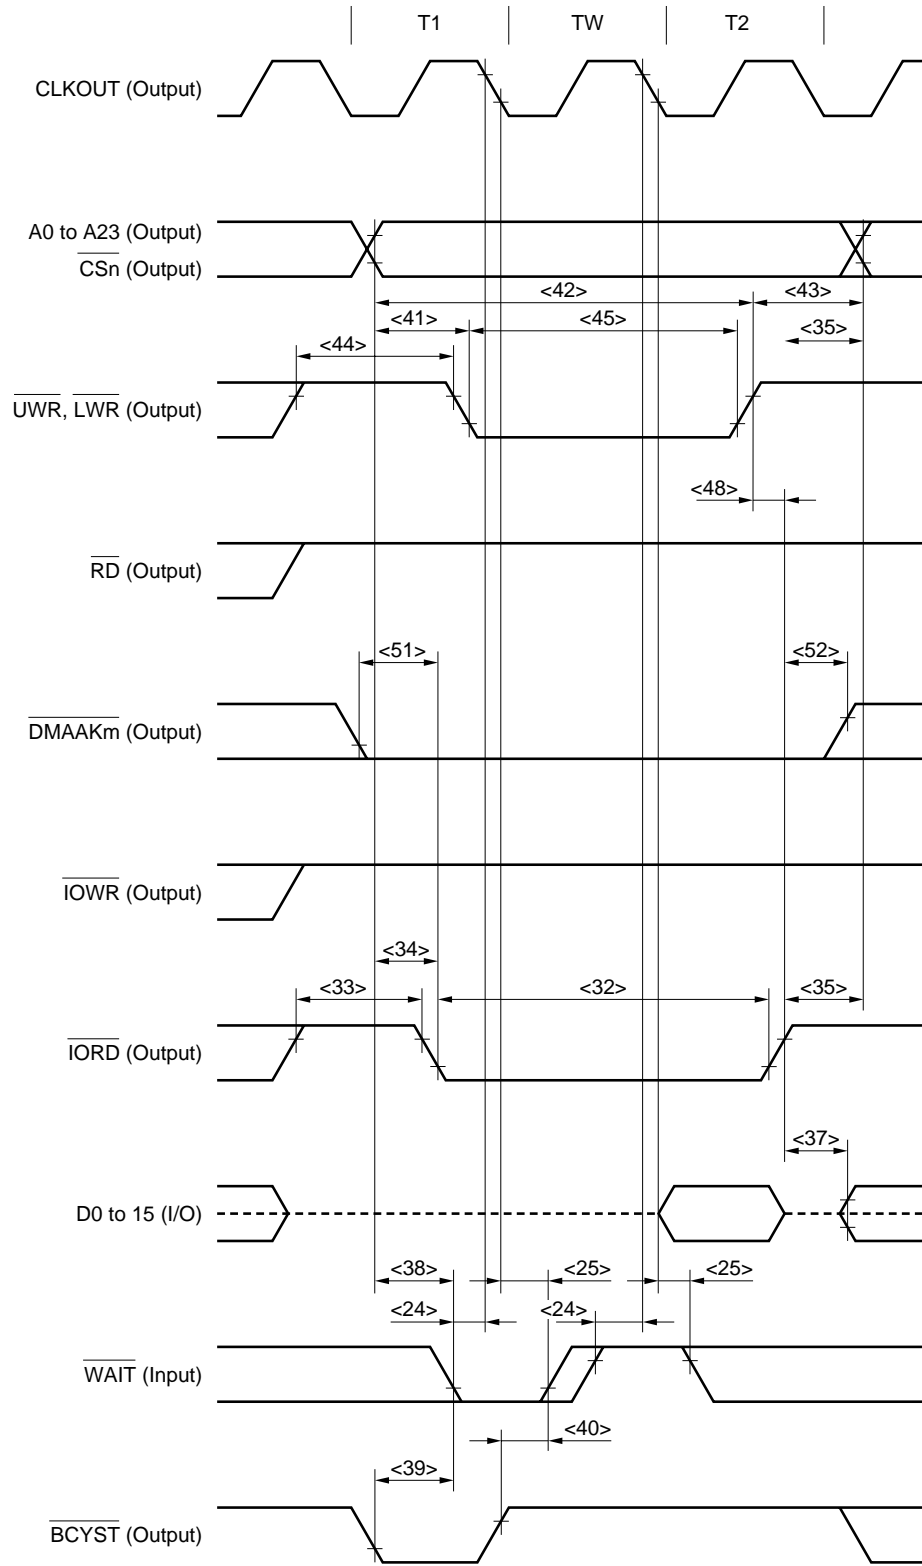 T1 TW T2
CLKOUT (Output)
A0 to A23 (Output)
CSn (Output)
<42> <43>
<41> <45> <35>
<44>
UWR, LWR (Output)
<48>
RD (Output)
<51> <52>
DMAAKm (Output)
IOWR (Output)
<34>
<33> <32> <35>
IORD (Output)
<37>
D0 to 15 (I/O)
<38> <25> <25>
<24> <24>
WAIT (Input)
<40>
<39>
BCYST (Output)